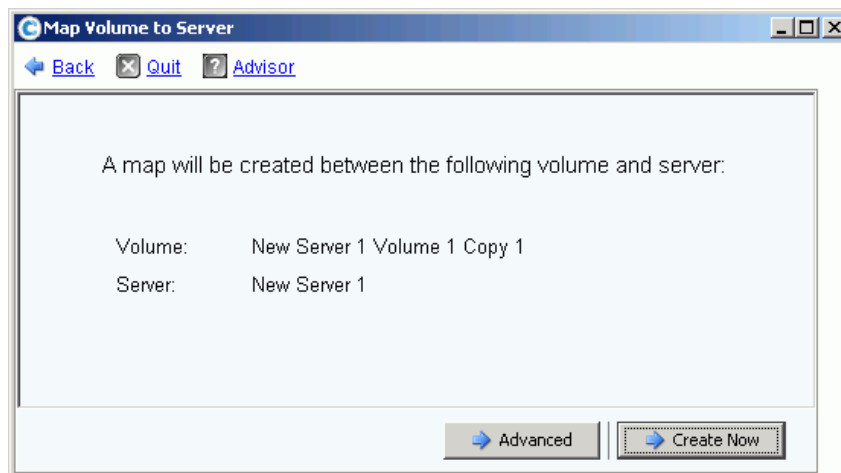 Map Volume to Server
Back Quit Advisor
A map will be created between the following volume and server:
Volume: New Server 1 Volume 1 Copy 1
Server: New Server 1
Advanced Create Now